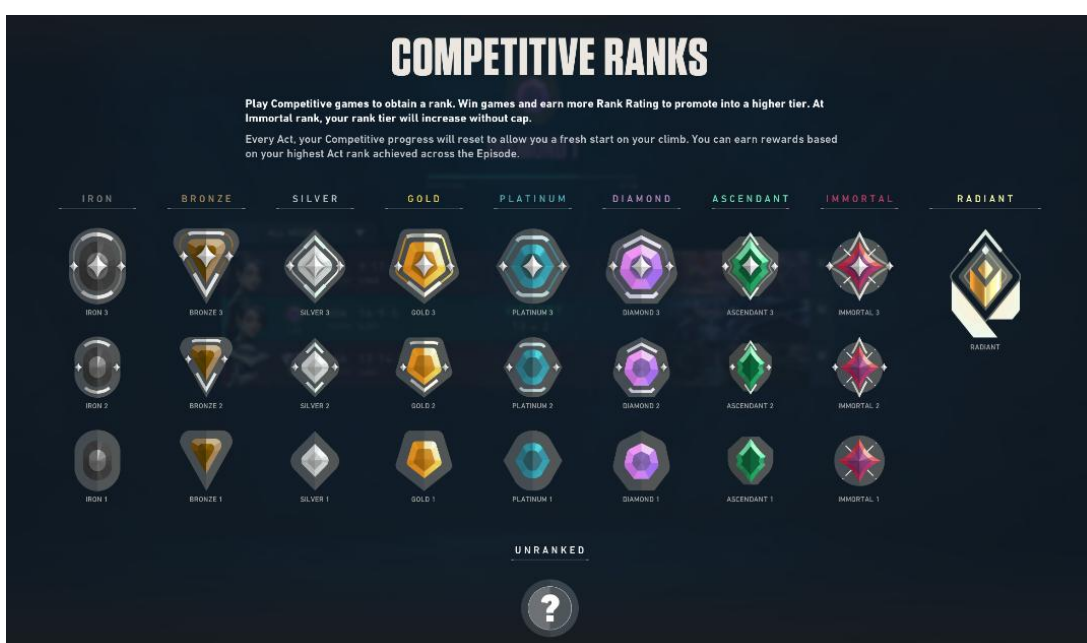 COMPETITIVE RANKS
Play Competitive games to obtain a rank. Win games and earn more Rank Rating to promote into a higher tier. At
Immortal rank, your rank tier will increase without cap.
Every Act, your Competitive progress will reset to allow you a fresh start on your climb. You can earn rewards based
on your highest Act rank achieved across the Episode.
IRON BRONZE SILVER GOLD PLATINUM DIAMOND ASCENDANT IMMORTAL RADIANT
IRON 3 BRONZE 3 SILVER 3 GOLD 3 PLATINUM 3 DIAMOND 3 ASCENDANT 3 IMMORTAL 3
RADIANT
IRON 2 BRONZE 2 SILVER 2 GOLD 2 PLATINUM 2 DIAMOND 2 ASCENDANT 2 IMMORTAL 2
IRON 1 BRONZE 1 SILVER 1 GOLD 1 PLATINUM 1 DIAMOND 1 ASCENDANT 1 IMMORTAL 1
UNRANKED
?